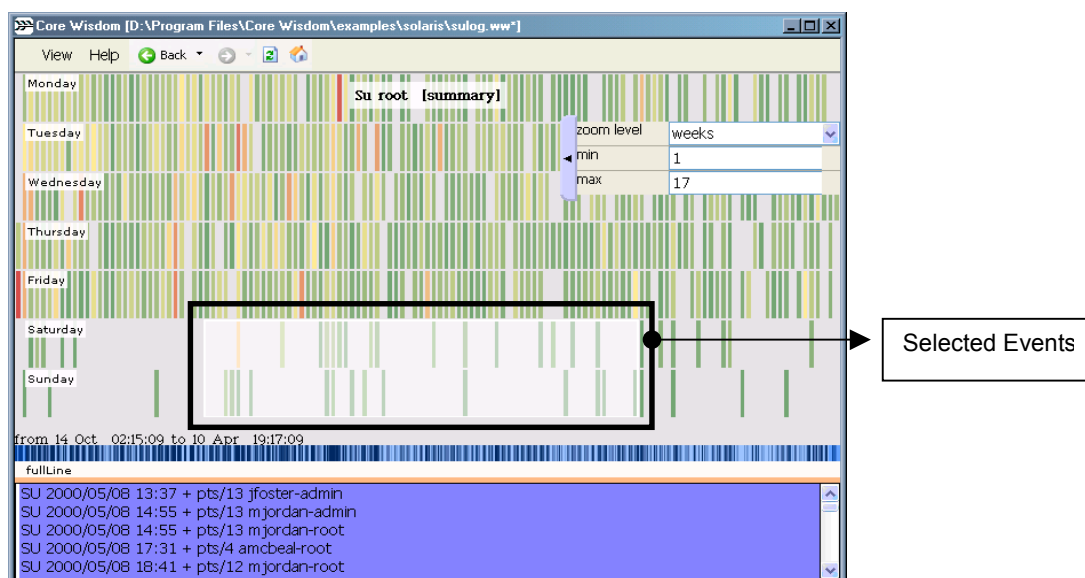 Core Wisdom [D:\Program Files\Core Wisdom\examples\solaris\sulog.ww*]
View Help Back
Monday
Su root [summary]
Tuesday
zoom level weeks
min 1
Wednesday
max 17
Thursday
Friday
Saturday
Selected Events
Sunday
from 14 Oct 02:15:09 to 10 Apr 19:17:09
fullLine
SU 2000/05/08 13:37 + pts/13 jfoster-admin
SU 2000/05/08 14:55 + pts/13 mjordan-admin
SU 2000/05/08 14:55 + pts/13 mjordan-root
SU 2000/05/08 17:31 + pts/4 amcbeal-root
SU 2000/05/08 18:41 + pts/12 mjordan-root